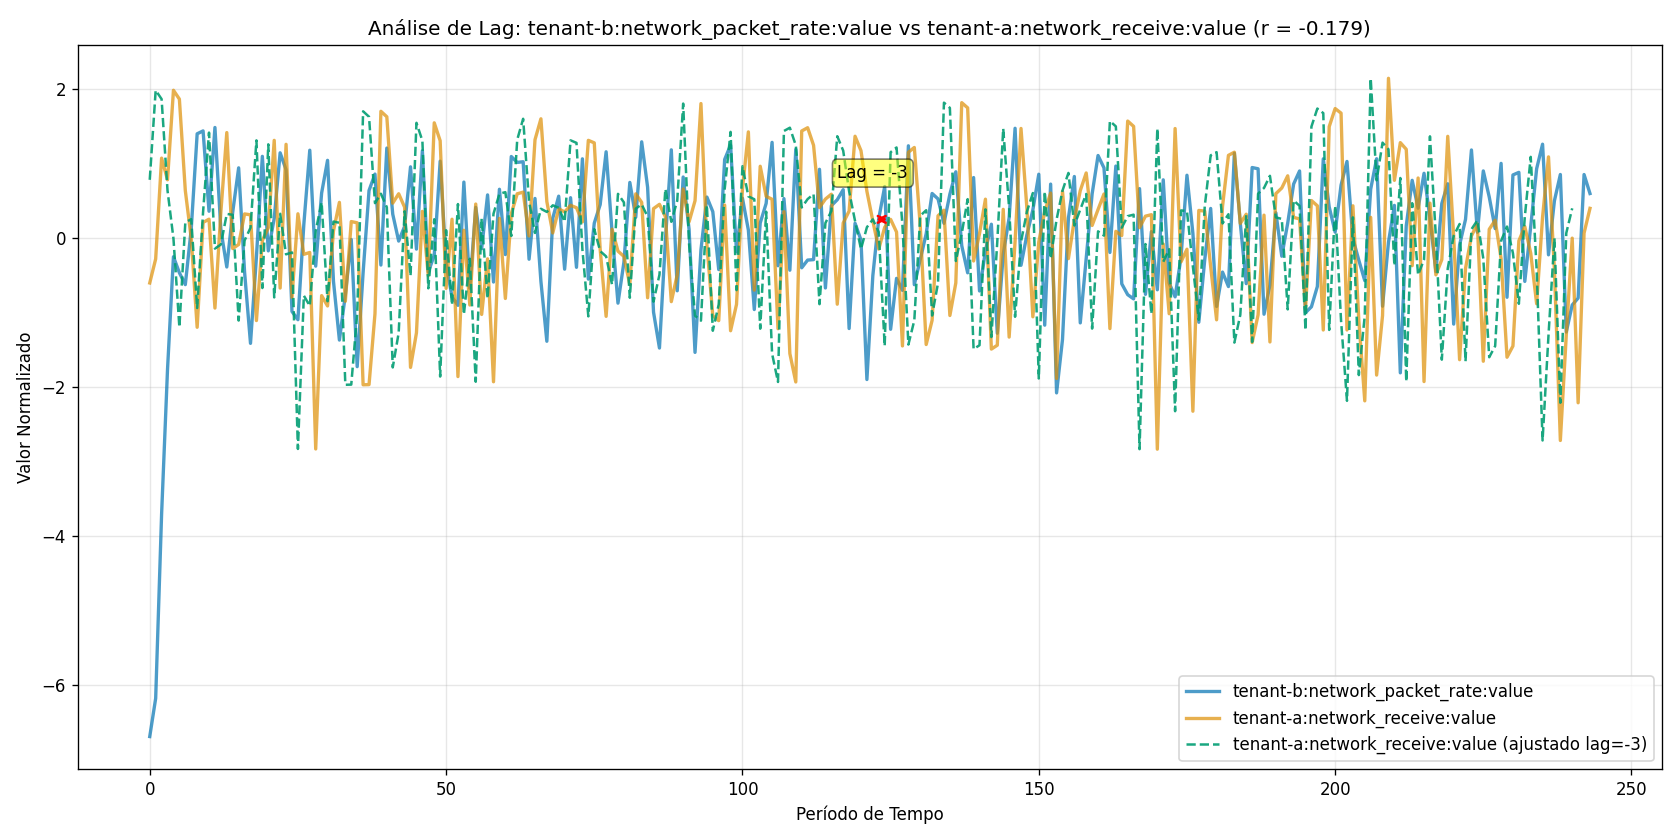 Análise de Lag: tenant-b:network_packet_rate:value vs tenant-a:network_receive:value (r = -0.179)
Valor Normalizado
2
0
−2
−4
−6
Lag = -3
tenant-b:network_packet_rate:value
tenant-a:network_receive:value
tenant-a:network_receive:value (ajustado lag=-3)
0
50
100
150
200
250
Período de Tempo